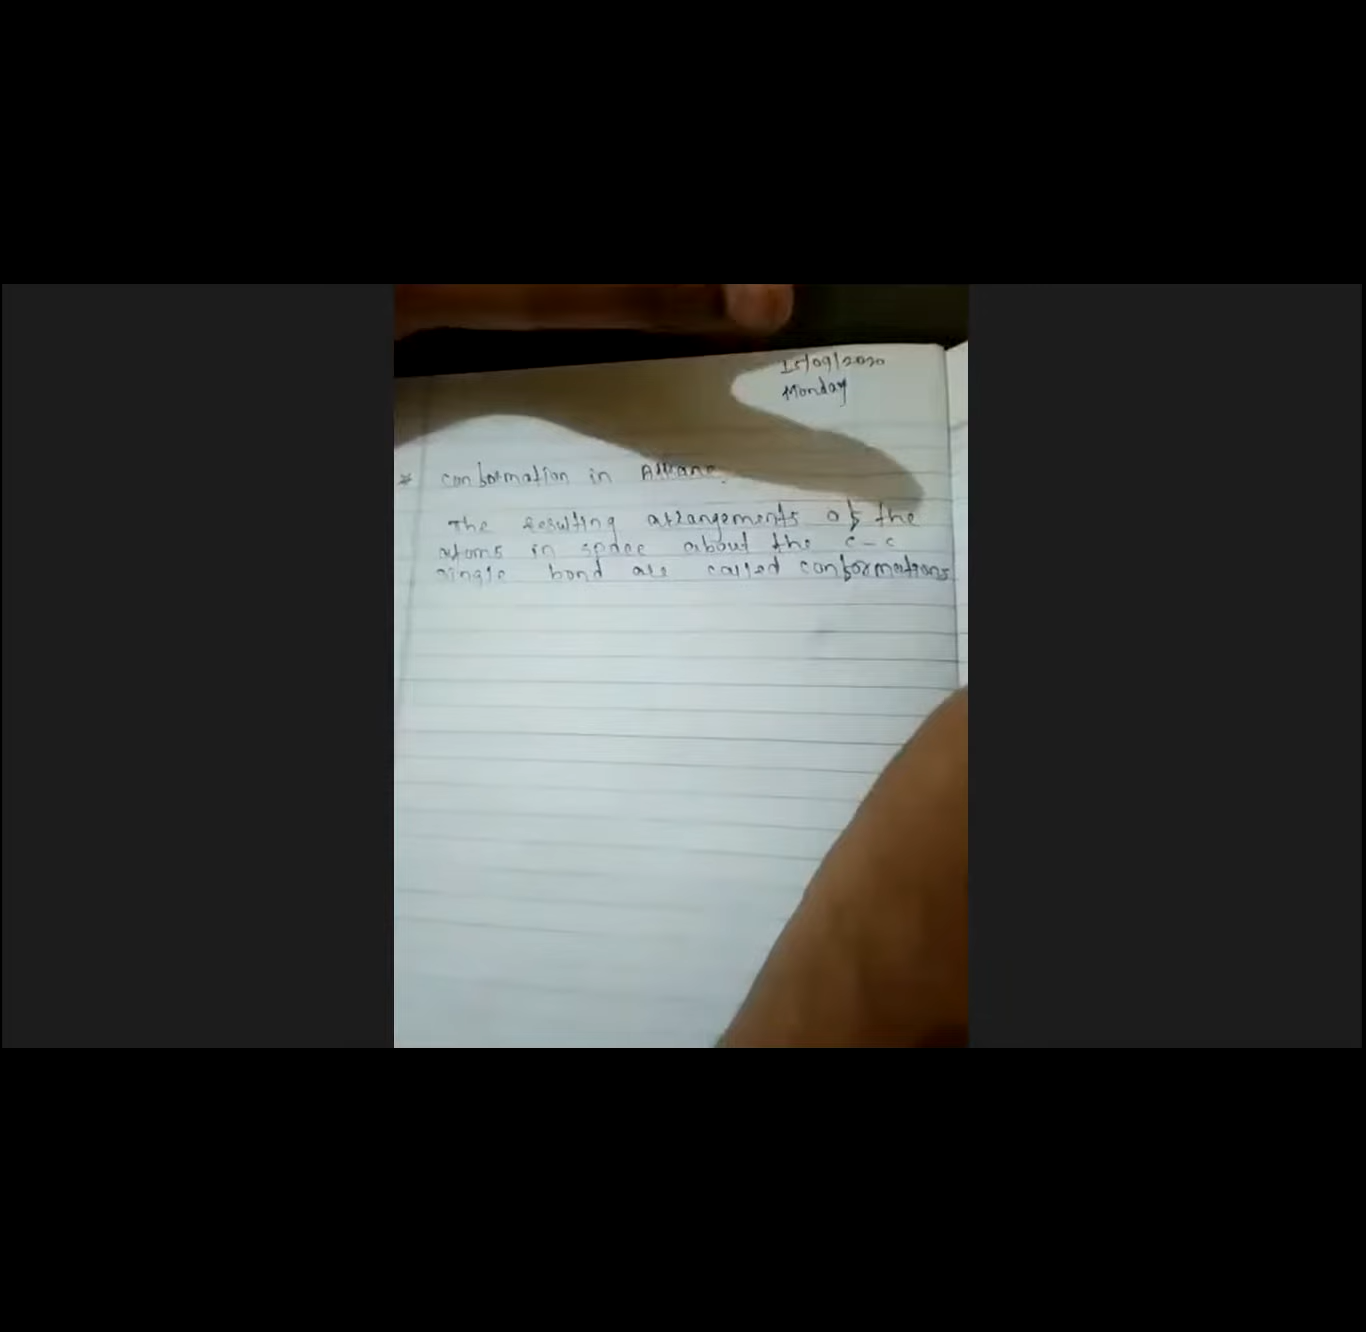 15/09/2020
Monday
* Conformation in Alkane.
The resulting arrangements of the
atoms in space about the C-C
single bond are called conformations